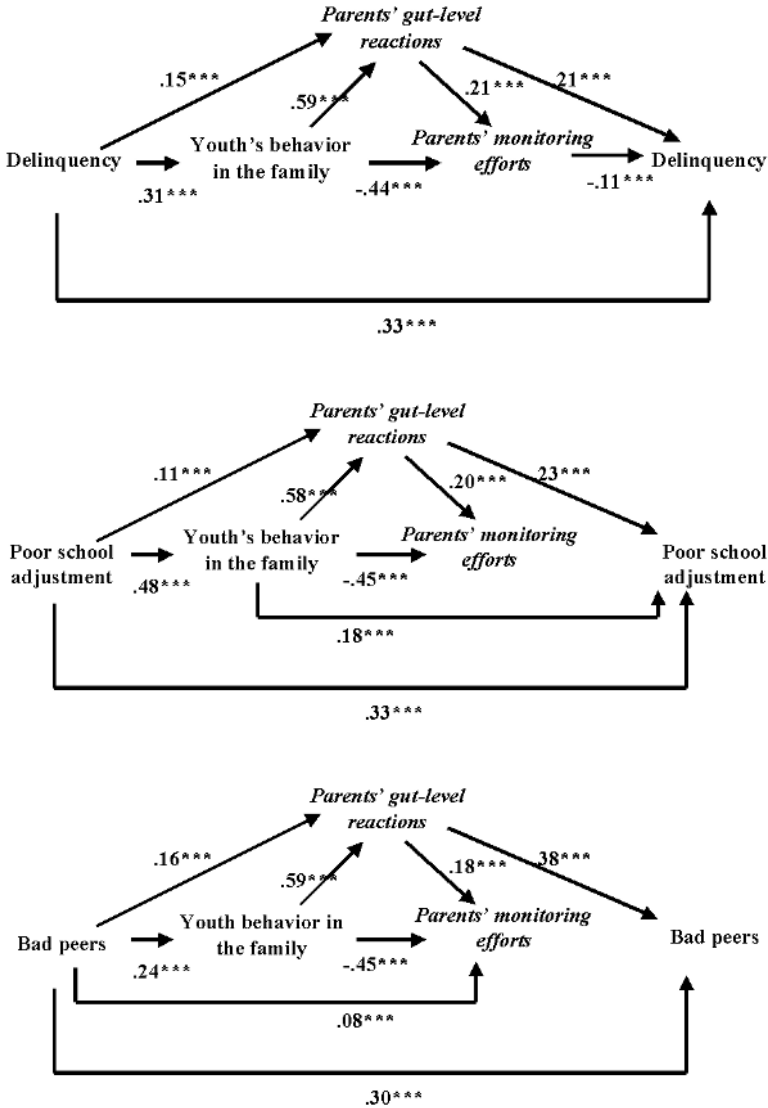 Parents' gut-level
reactions
.15***
.59***
.21***
.21***
Delinquency
Youth's behavior
in the family
Parents' monitoring
efforts
Delinquency
.31***
-.44***
-.11***
.33***
Parents' gut-level
reactions
.11***
.58***
.20***
.23***
Poor school
adjustment
Youth's behavior
in the family
Parents' monitoring
efforts
Poor school
adjustment
.48***
-.45***
.18***
.33***
Parents' gut-level
reactions
.16***
.59***
.18***
.38***
Bad peers
Youth behavior in
the family
Parents' monitoring
efforts
Bad peers
.24***
-.45***
.08***
.30***